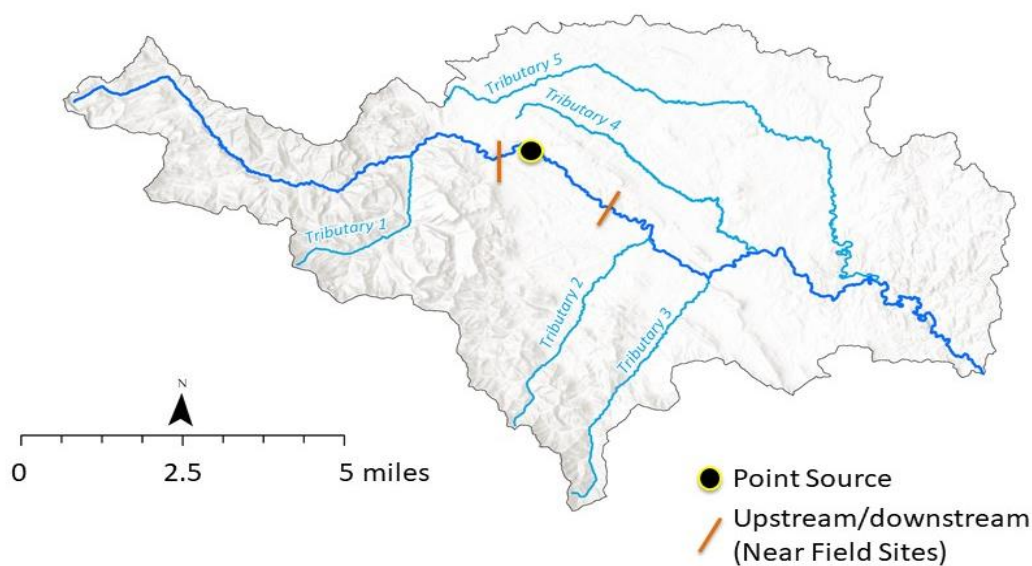 Tributary 5
Tributary 4
Tributary 1
Tributary 2
Tributary 3
N
0 2.5 5 miles
Point Source
Upstream/downstream
(Near Field Sites)